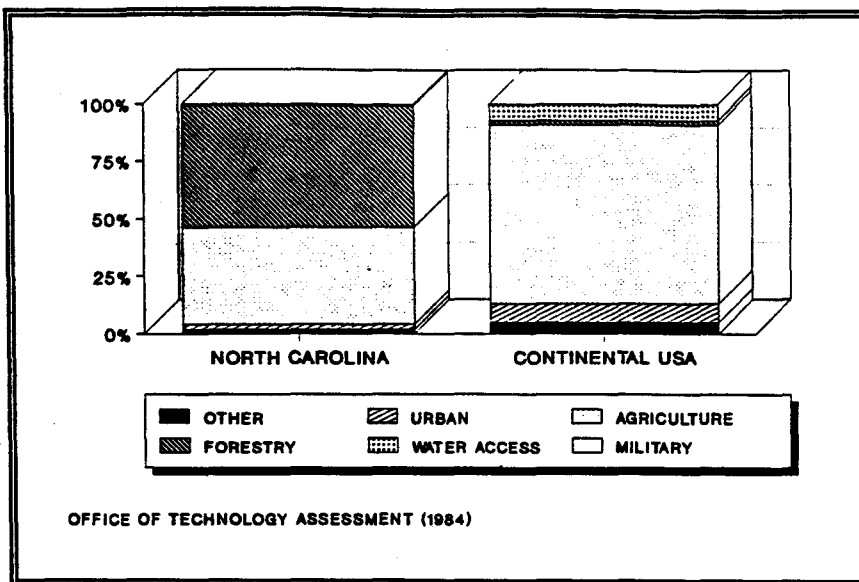 100%
75%
50%
25%
0%
NORTH CAROLINA CONTINENTAL USA
OTHER URBAN AGRICULTURE
FORESTRY WATER ACCESS MILITARY
OFFICE OF TECHNOLOGY ASSESSMENT (1984)